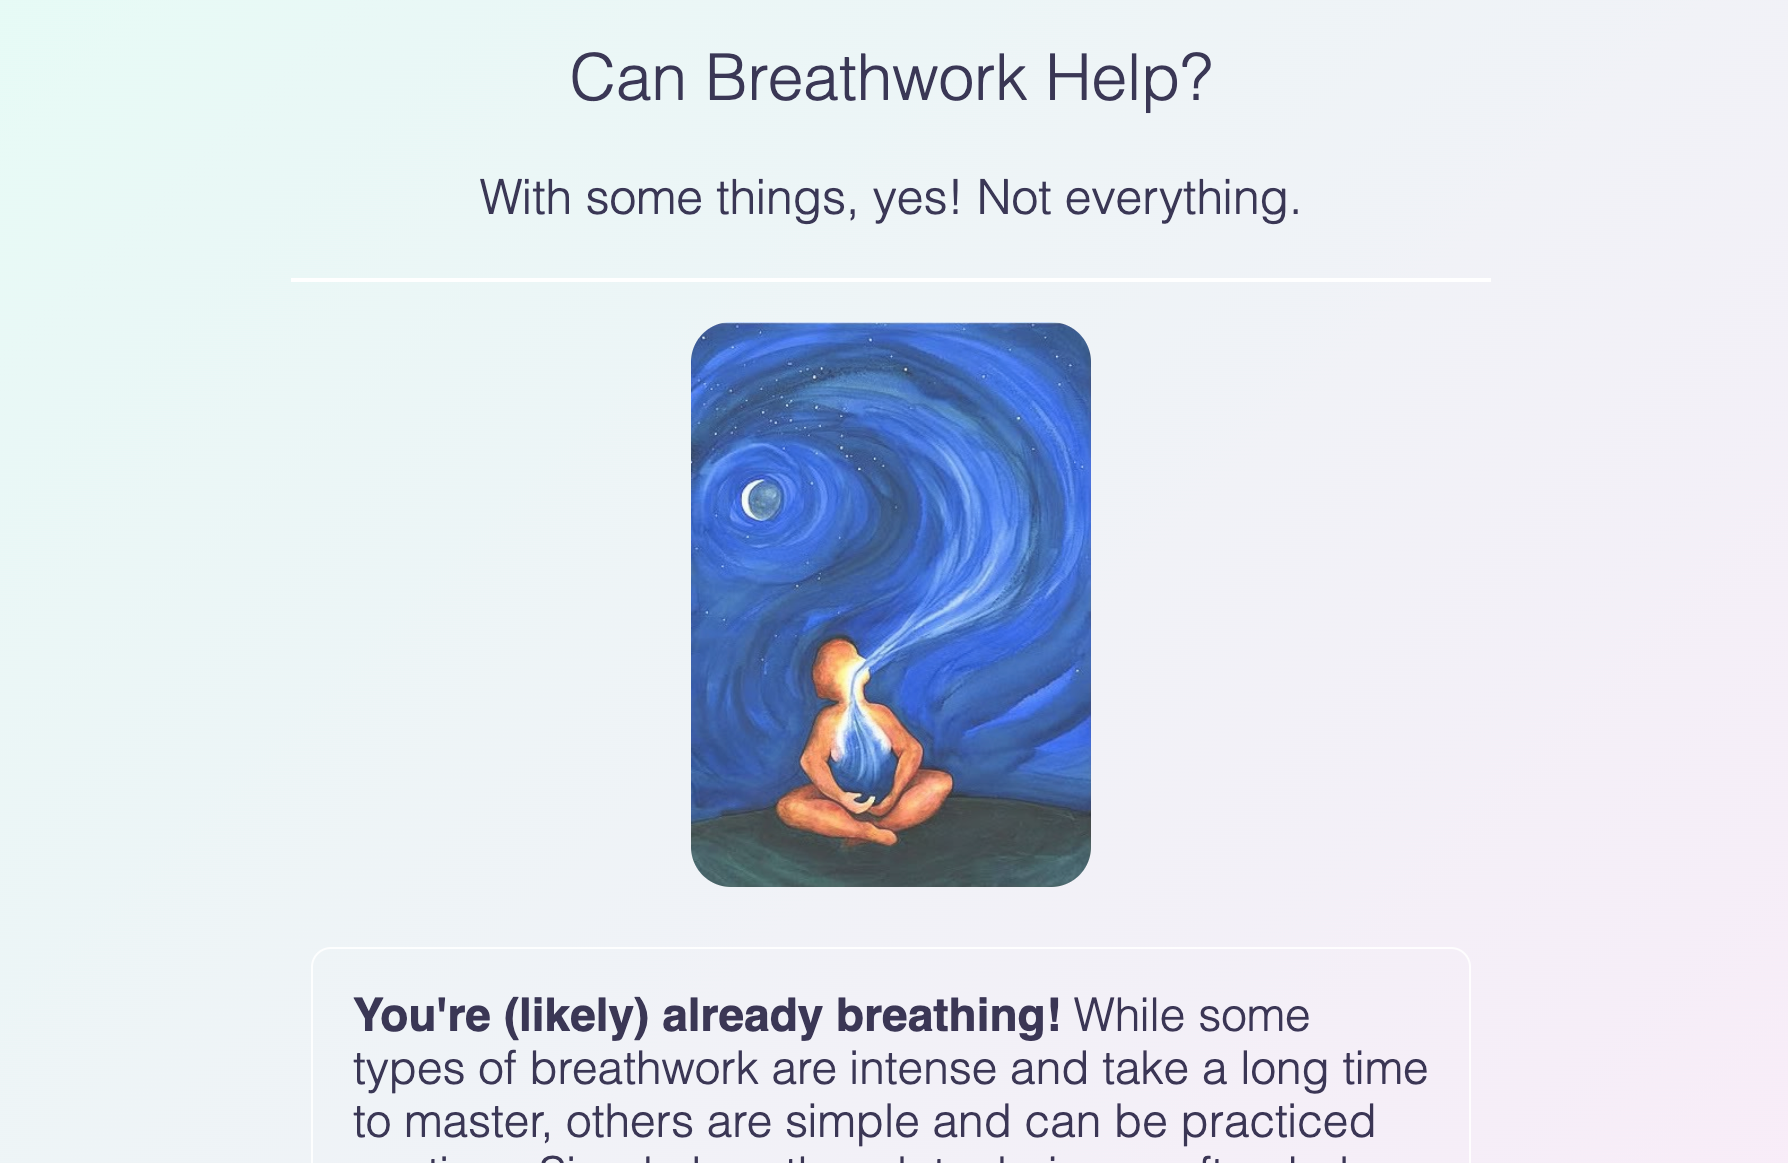 Can Breathwork Help?
With some things, yes! Not everything.
You're (likely) already breathing! While some
types of breathwork are intense and take a long time
to master, others are simple and can be practiced